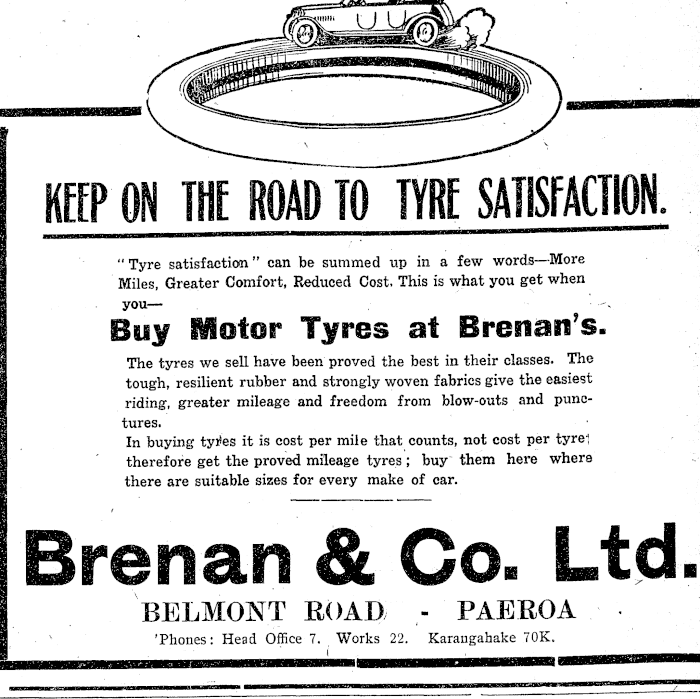 KEEP ON THE ROAD TO TYRE SATISFACTION.
"Tyre satisfaction" can be summed up in a few words—More
Miles, Greater Comfort, Reduced Cost. This is what you get when
you—
Buy Motor Tyres at Brenan's.
The tyres we sell have been proved the best in their classes. The
tough, resilient rubber and strongly woven fabrics give the easiest
riding, greater mileage and freedom from blow-outs and punc-
tures.
In buying tyres it is cost per mile that counts, not cost per tyre;
therefore get the proved mileage tyres; buy them here where
there are suitable sizes for every make of car.
Brenan & Co. Ltd.
BELMONT ROAD - PAEROA
'Phones: Head Office 7. Works 22. Karangahake 70K.